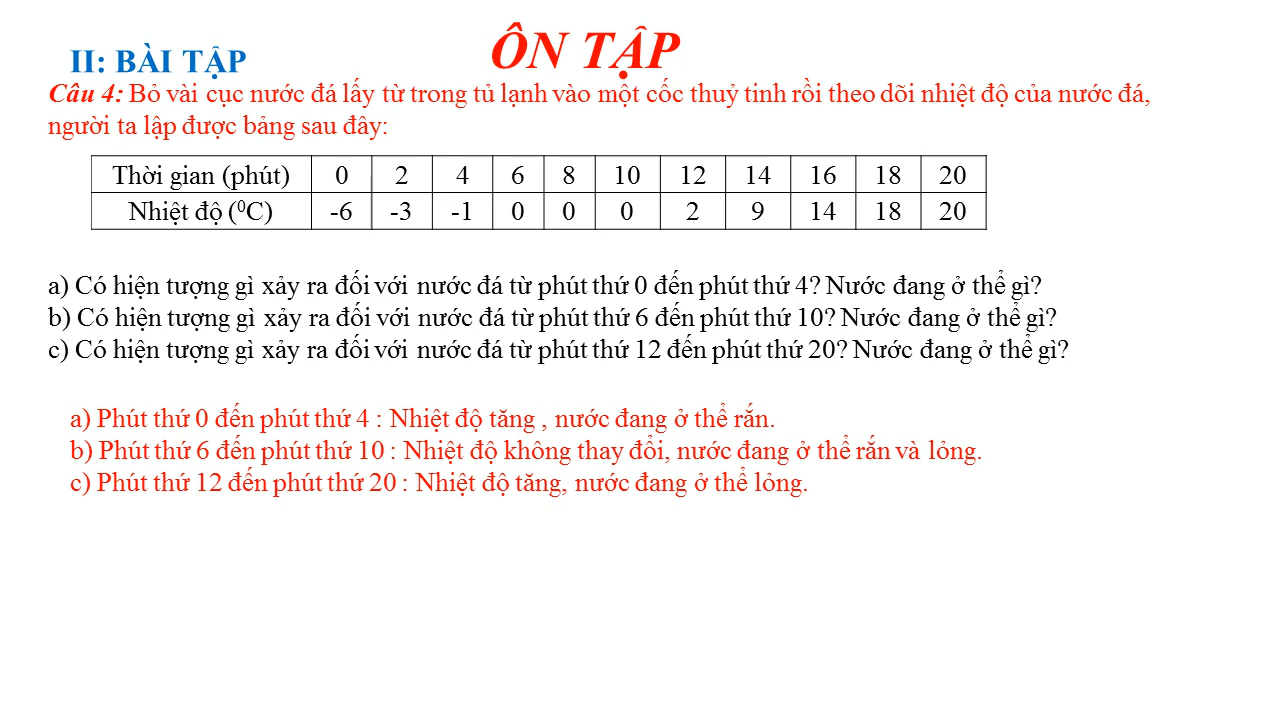 ÔN TẬP
II: BÀI TẬP
Câu 4: Bỏ vài cục nước đá lấy từ trong tủ lạnh vào một cốc thuỷ tinh rồi theo dõi nhiệt độ của nước đá,
người ta lập được bảng sau đây:
Thời gian (phút) 0 2 4 6 8 10 12 14 16 18 20
Nhiệt độ (⁰C) -6 -3 -1 0 0 0 2 9 14 18 20
a) Có hiện tượng gì xảy ra đối với nước đá từ phút thứ 0 đến phút thứ 4? Nước đang ở thể gì?
b) Có hiện tượng gì xảy ra đối với nước đá từ phút thứ 6 đến phút thứ 10? Nước đang ở thể gì?
c) Có hiện tượng gì xảy ra đối với nước đá từ phút thứ 12 đến phút thứ 20? Nước đang ở thể gì?
a) Phút thứ 0 đến phút thứ 4 : Nhiệt độ tăng , nước đang ở thể rắn.
b) Phút thứ 6 đến phút thứ 10 : Nhiệt độ không thay đổi, nước đang ở thể rắn và lỏng.
c) Phút thứ 12 đến phút thứ 20 : Nhiệt độ tăng, nước đang ở thể lỏng.